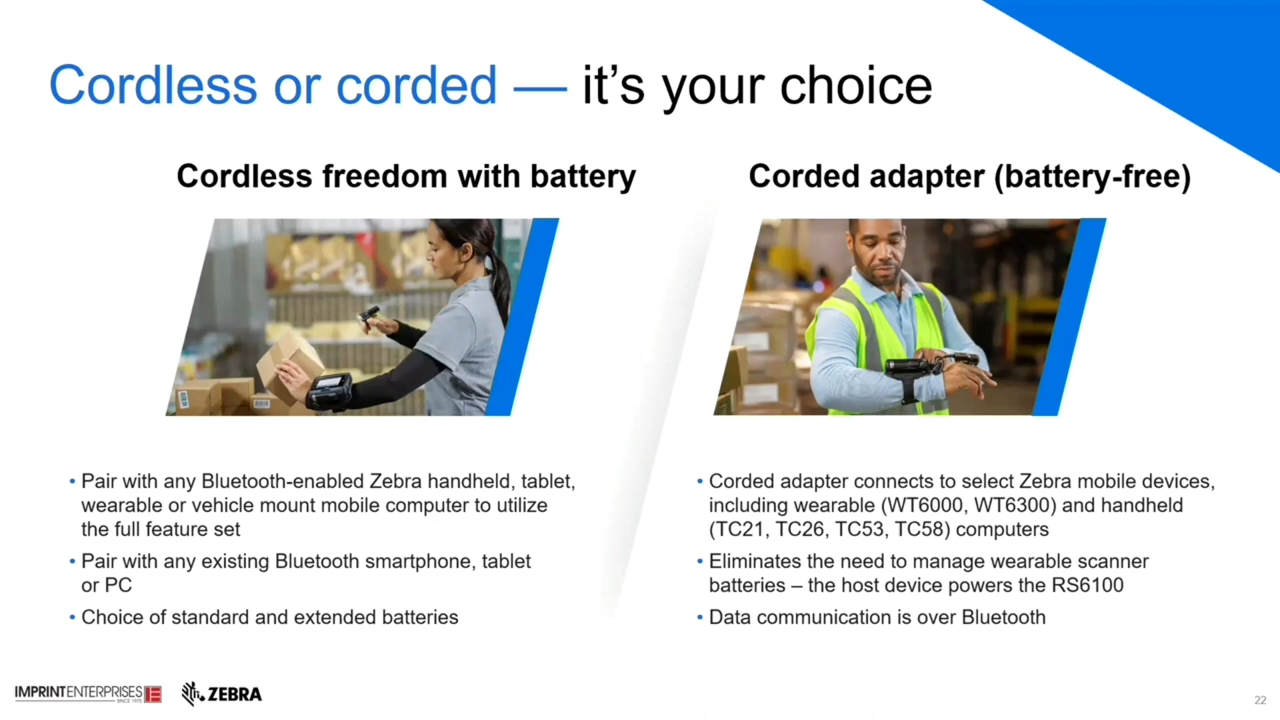 Cordless or corded — it’s your choice
Cordless freedom with battery
Corded adapter (battery-free)
• Pair with any Bluetooth-enabled Zebra handheld, tablet,
wearable or vehicle mount mobile computer to utilize
the full feature set
• Pair with any existing Bluetooth smartphone, tablet
or PC
• Choice of standard and extended batteries
• Corded adapter connects to select Zebra mobile devices,
including wearable (WT6000, WT6300) and handheld
(TC21, TC26, TC53, TC58) computers
• Eliminates the need to manage wearable scanner
batteries – the host device powers the RS6100
• Data communication is over Bluetooth
IMPRINTENTERPRISES
SINCE 1970
ZEBRA
22